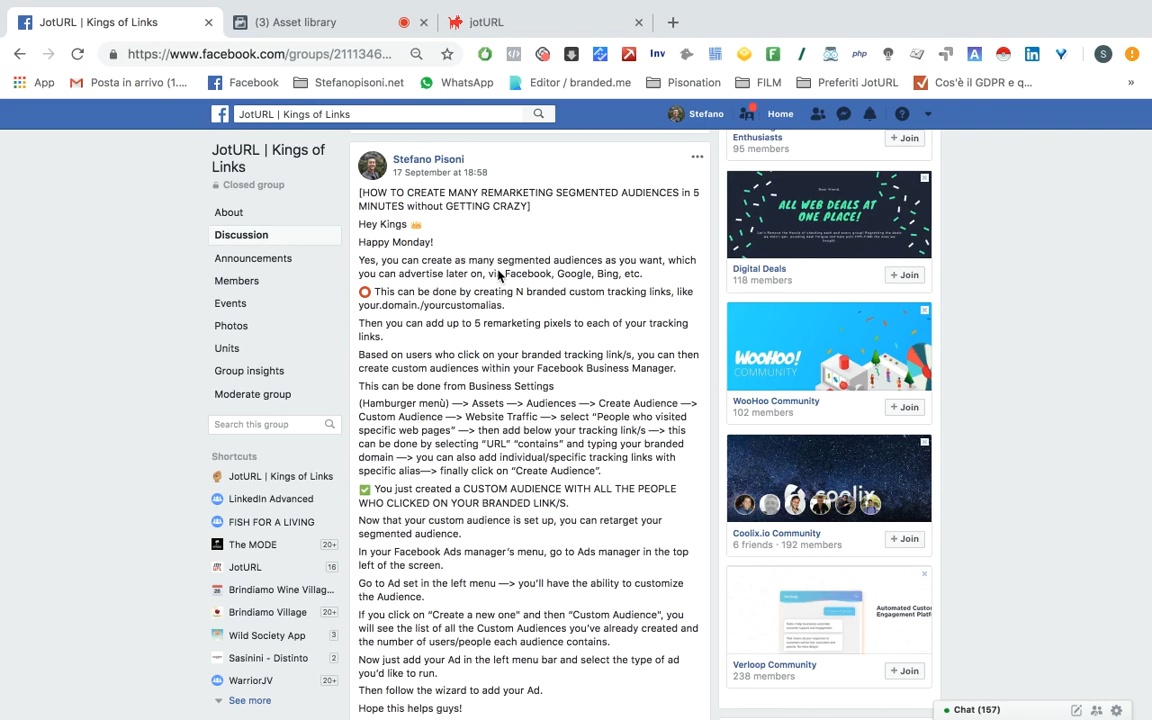 JotURL | Kings of Links
(3) Asset library
jotURL
https://www.facebook.com/groups/2111346...
Inv
php
S
App
Posta in arrivo (1....
Facebook
Stefanopisoni.net
WhatsApp
Editor / branded.me
Pisonation
FILM
Preferiti JotURL
Cos'è il GDPR e q...
»
JotURL | Kings of Links
Stefano
Home
JotURL | Kings of
Links
Closed group
About
Discussion
Announcements
Members
Events
Photos
Units
Group insights
Moderate group
Search this group
Shortcuts
JotURL | Kings of Links
LinkedIn Advanced
FISH FOR A LIVING
The MODE 20+
JotURL 16
Brindiamo Wine Villag...
Brindiamo Village 20+
Wild Society App 3
Sasinini - Distinto 2
WarriorJV 20+
See more
Stefano Pisoni
17 September at 18:58
[HOW TO CREATE MANY REMARKETING SEGMENTED AUDIENCES in 5
MINUTES without GETTING CRAZY]
Hey Kings 👑
Happy Monday!
Yes, you can create as many segmented audiences as you want, which
you can advertise later on, via Facebook, Google, Bing, etc.
⭕ This can be done by creating N branded custom tracking links, like
your.domain./yourcustomalias.
Then you can add up to 5 remarketing pixels to each of your tracking
links.
Based on users who click on your branded tracking link/s, you can then
create custom audiences within your Facebook Business Manager.
This can be done from Business Settings
(Hamburger menù) —> Assets —> Audiences —> Create Audience —>
Custom Audience —> Website Traffic —> select “People who visited
specific web pages” —> then add below your tracking link/s —> this
can be done by selecting “URL” “contains” and typing your branded
domain —> you can also add individual/specific tracking links with
specific alias—> finally click on “Create Audience”.
✅ You just created a CUSTOM AUDIENCE WITH ALL THE PEOPLE
WHO CLICKED ON YOUR BRANDED LINK/S.
Now that your custom audience is set up, you can retarget your
segmented audience.
In your Facebook Ads manager’s menu, go to Ads manager in the top
left of the screen.
Go to Ad set in the left menu —> you’ll have the ability to customize
the Audience.
If you click on “Create a new one” and then “Custom Audience”, you
will see the list of all the Custom Audiences you’ve already created and
the number of users/people each audience contains.
Now just add your Ad in the left menu bar and select the type of ad
you’d like to run.
Then follow the wizard to add your Ad.
Hope this helps guys!
Enthusiasts
95 members
+ Join
ALL WEB DEALS AT
ONE PLACE!
Digital Deals
118 members
+ Join
WOOHOO!
COMMUNITY
WooHoo Community
102 members
+ Join
coolix
Coolix.io Community
6 friends · 192 members
+ Join
Automated Custo
Engagement Platfor
Verloop Community
238 members
+ Join
Chat (157)